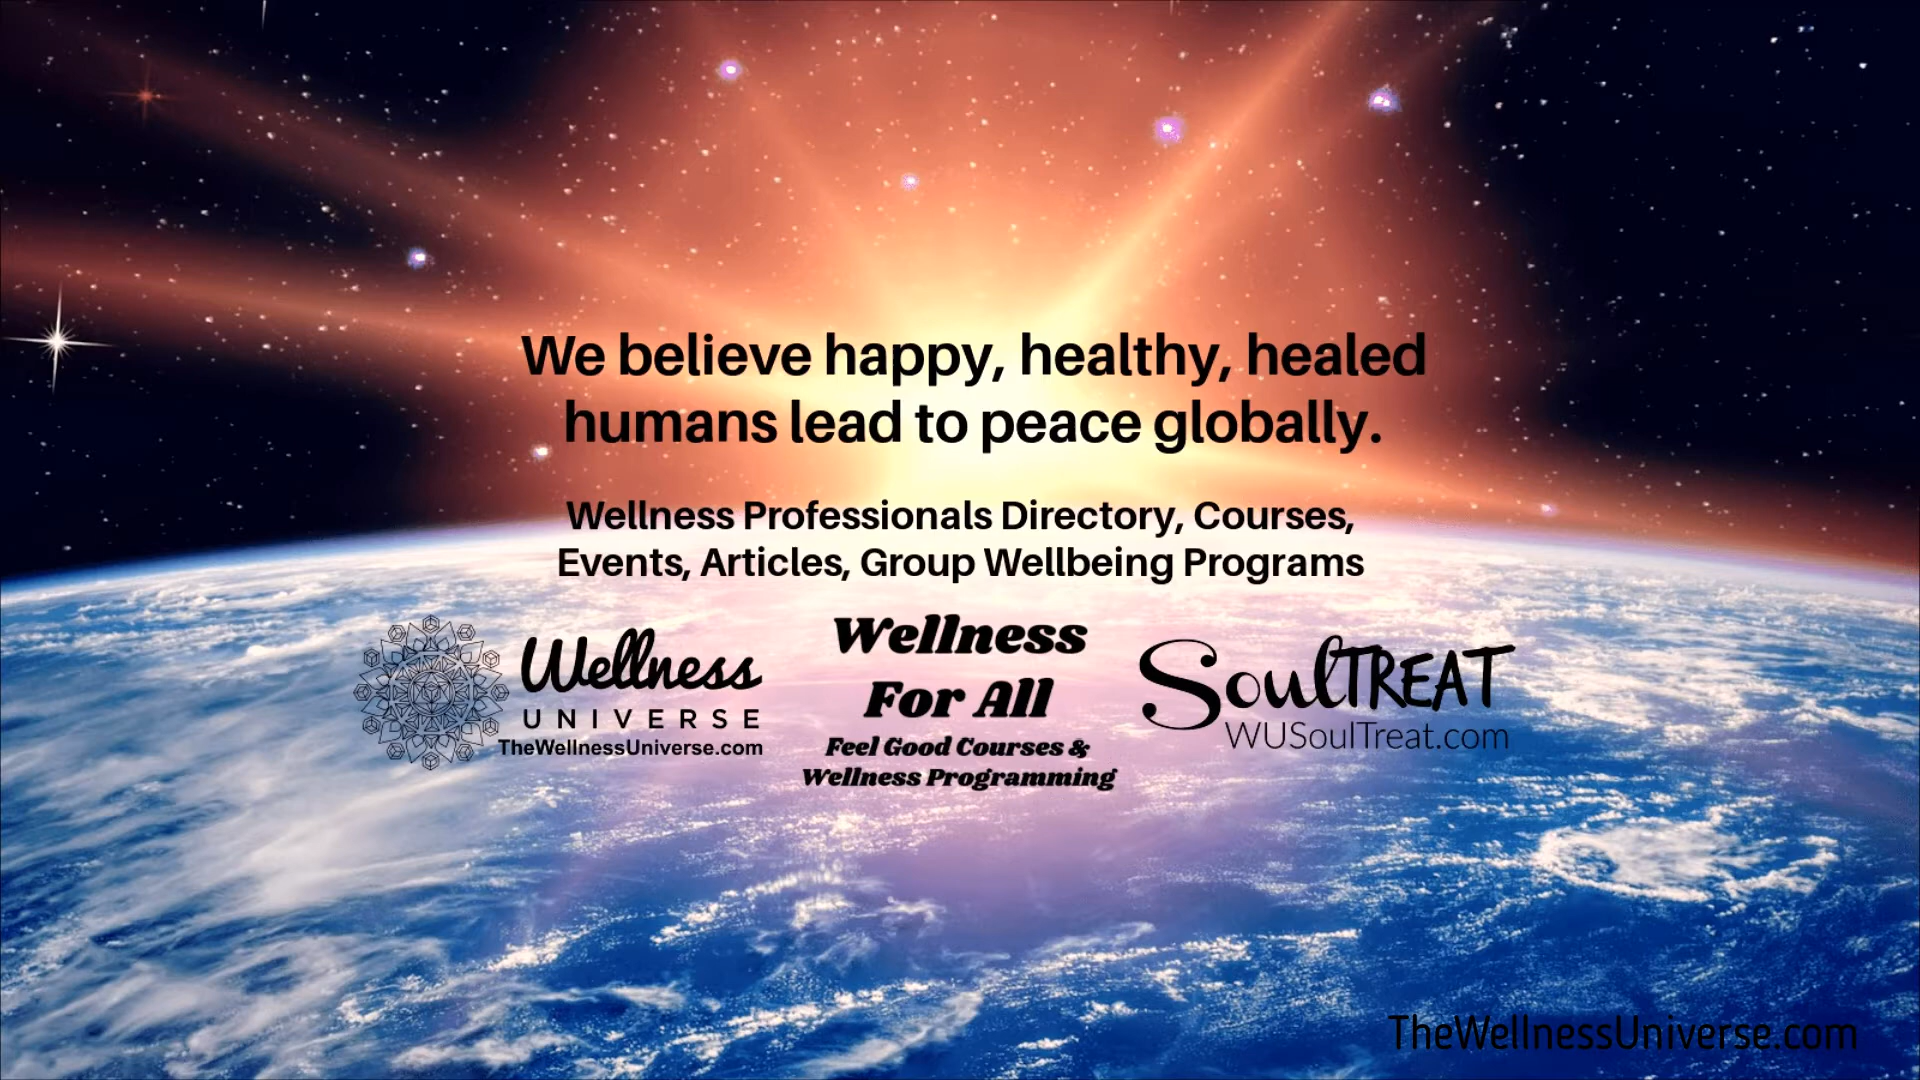 We believe happy, healthy, healed
humans lead to peace globally.
Wellness Professionals Directory, Courses,
Events, Articles, Group Wellbeing Programs
Wellness
UNIVERSE
TheWellnessUniverse.com
Wellness
For All
Feel Good Courses &
Wellness Programming
SoulTREAT
WUSoulTreat.com
TheWellnessUniverse.com